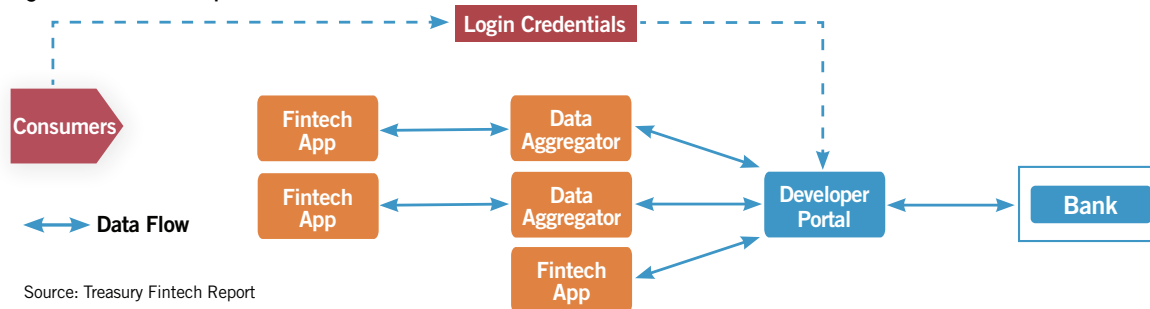 Login Credentials
Consumers
Fintech
App
Data
Aggregator
Fintech
App
Data
Aggregator
Developer
Portal
Bank
Data Flow
Fintech
App
Source: Treasury Fintech Report